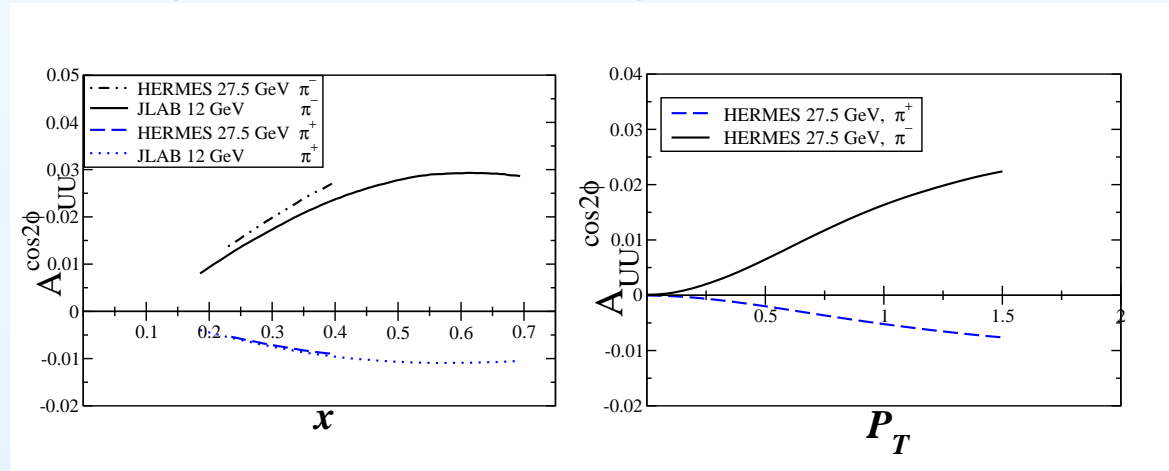 0.05
0.04
0.03
0.02
0.01
0
-0.01
-0.02
A UU cos2ϕ
HERMES 27.5 GeV π⁻
JLAB 12 GeV π⁻
HERMES 27.5 GeV π⁺
JLAB 12 GeV π⁺
0.1 0.2 0.3 0.4 0.5 0.6 0.7
x
0.04
0.03
0.02
0.01
0
-0.01
-0.02
A UU cos2ϕ
HERMES 27.5 GeV, π⁺
HERMES 27.5 GeV, π⁻
0.5 1 1.5 2
P_T